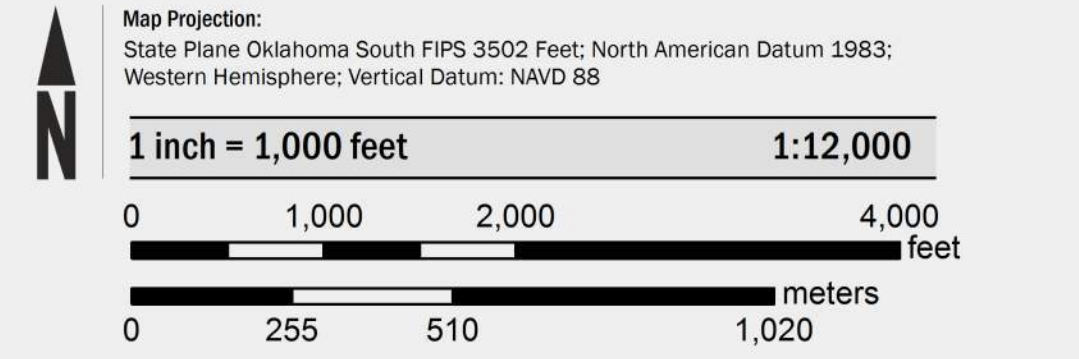 N
Map Projection:
State Plane Oklahoma South FIPS 3502 Feet; North American Datum 1983;
Western Hemisphere; Vertical Datum: NAVD 88
1 inch = 1,000 feet 1:12,000
0 1,000 2,000 4,000
feet
meters
0 255 510 1,020